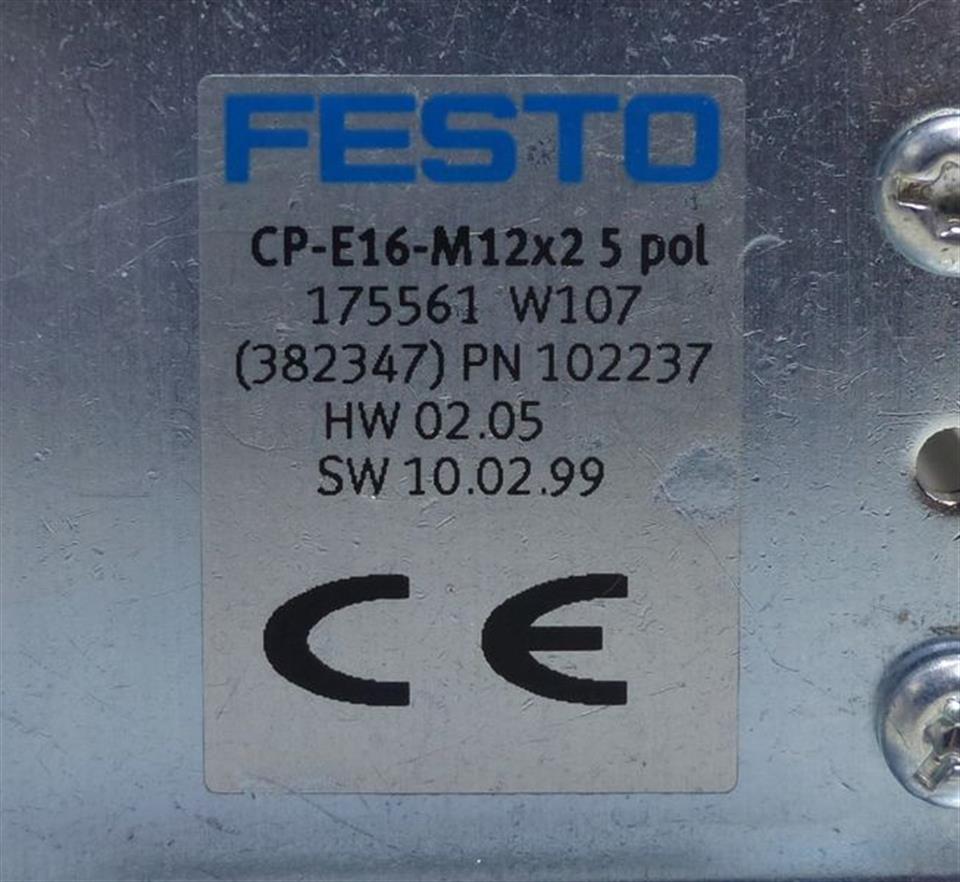 FESTO
CP-E16-M12x2 5 pol
175561 W107
(382347) PN 102237
HW 02.05
SW 10.02.99
CE